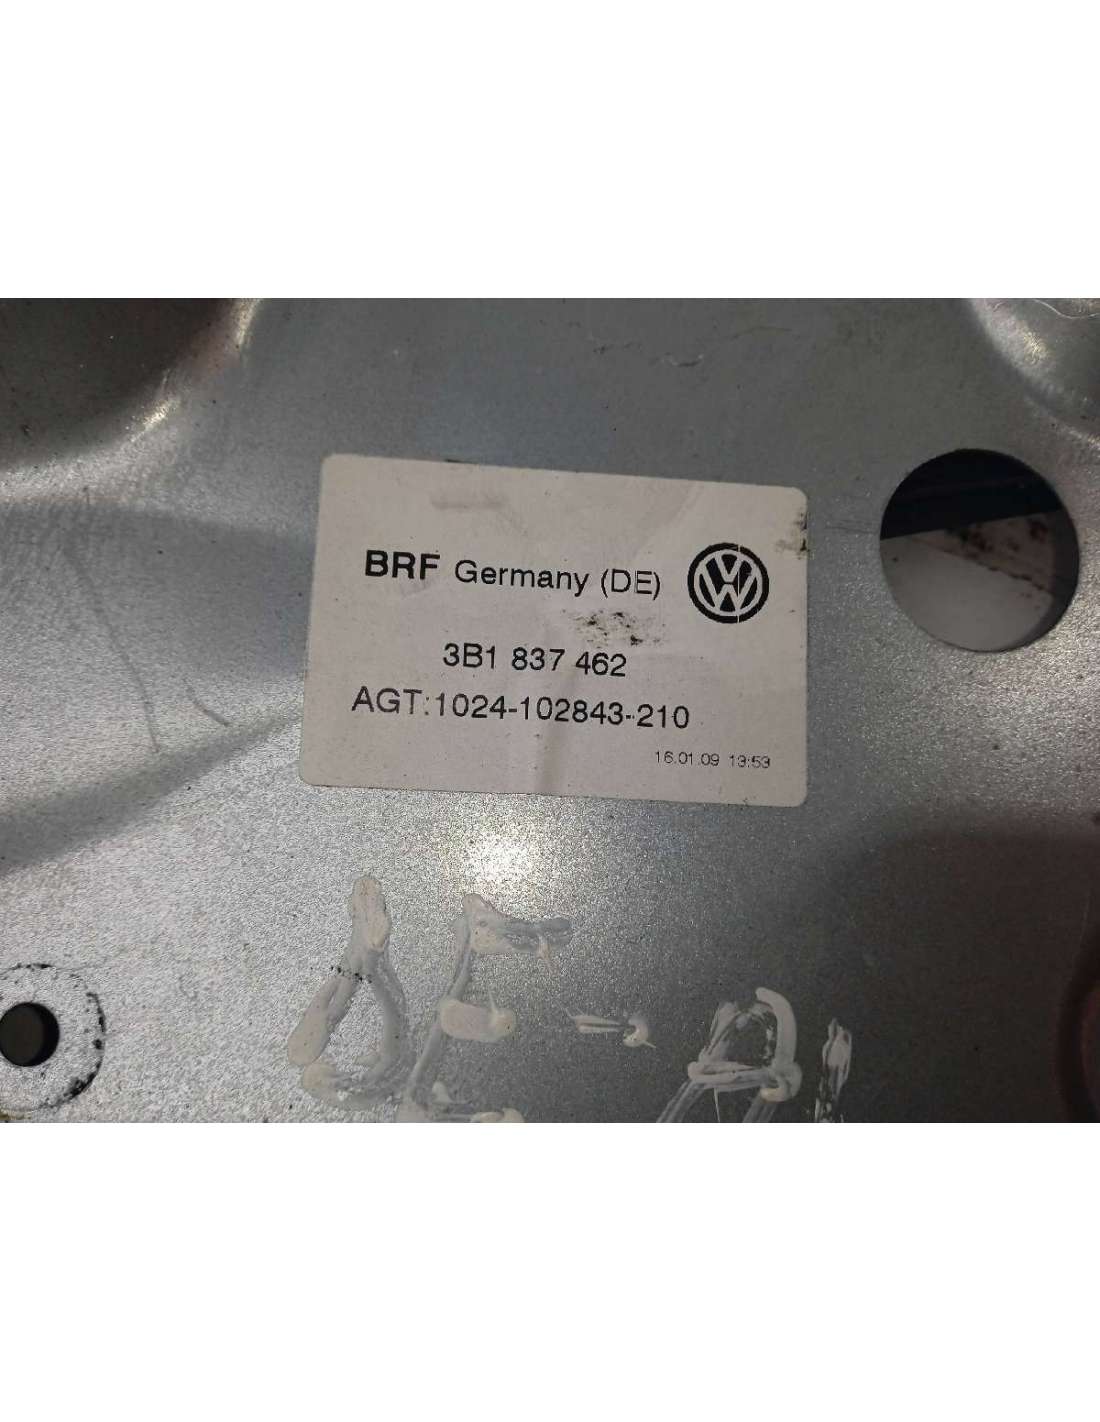 BRF Germany (DE)
3B1 837 462
AGT:1024-102843-210
16.01.09 13:53